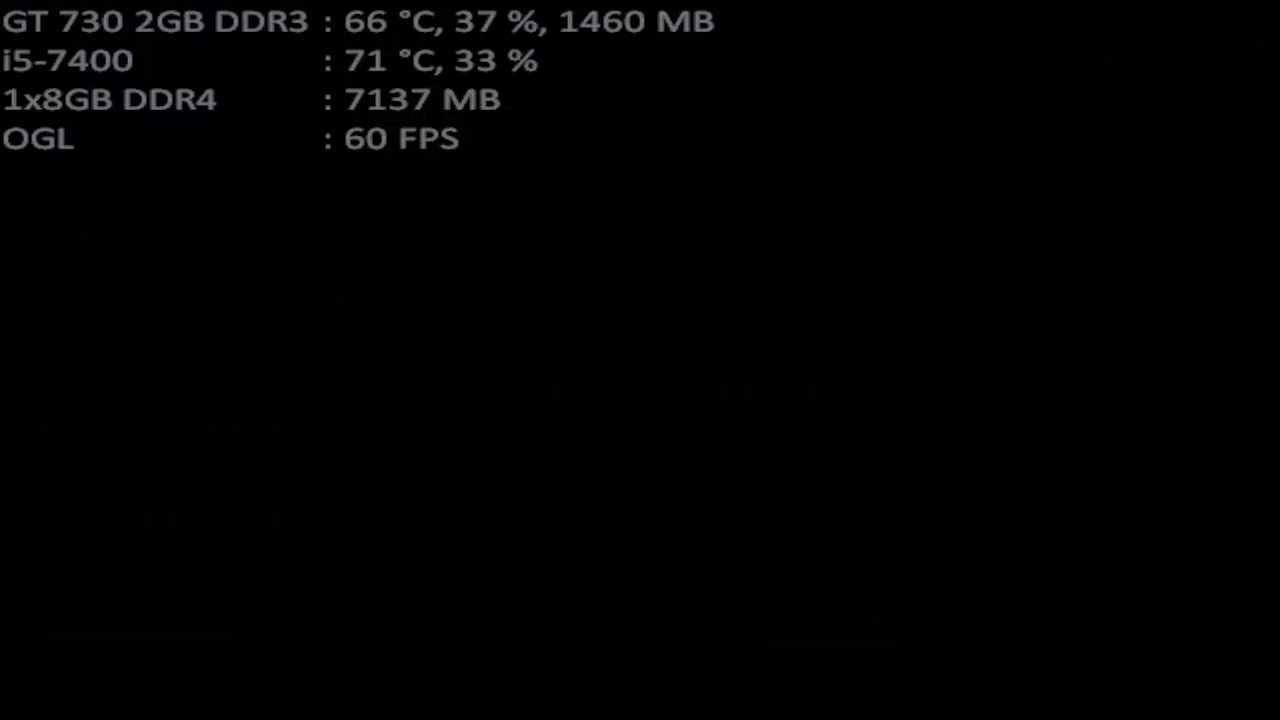 GT 730 2GB DDR3 : 66 °C, 37 %, 1460 MB
i5-7400 : 71 °C, 33 %
1x8GB DDR4 : 7137 MB
OGL : 60 FPS